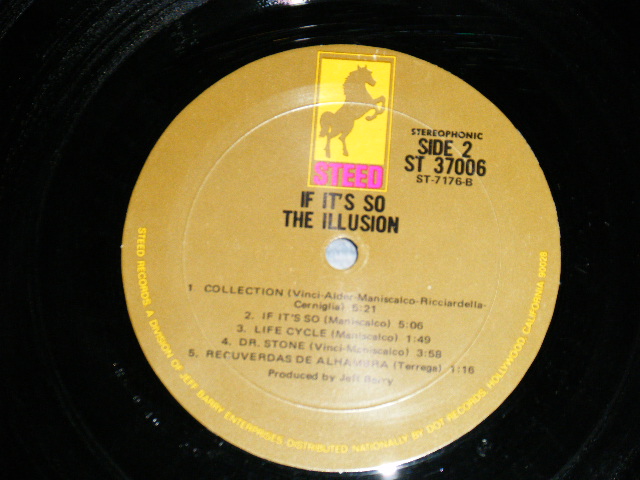 STEED
STEREOPHONIC
SIDE 2
ST 37006
ST-7176-B
IF IT'S SO
THE ILLUSION
1 COLLECTION (Vinci-Alder-Maniscalco-Ricciardella-
Cerniglia) 5:21
2. IF IT'S SO (Maniscalco) 5:06
3. LIFE CYCLE (Maniscalco) 1:49
4. DR. STONE (Vinci-Maniscalco) 3:58
5. RECUVERDAS DE ALHAMURA (Terrega) 1:16
Produced by Jeff Barry
STEED RECORDS, A DIVISION OF JEFF BARRY ENTERPRISES DISTRIBUTED NATIONALLY BY DOT RECORDS, HOLLYWOOD CALIFORNIA 90028